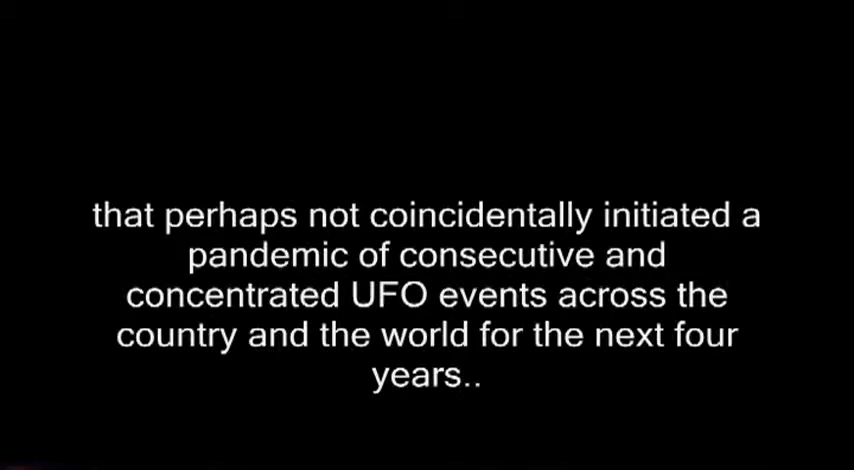 that perhaps not coincidentally initiated a
pandemic of consecutive and
concentrated UFO events across the
country and the world for the next four
years..